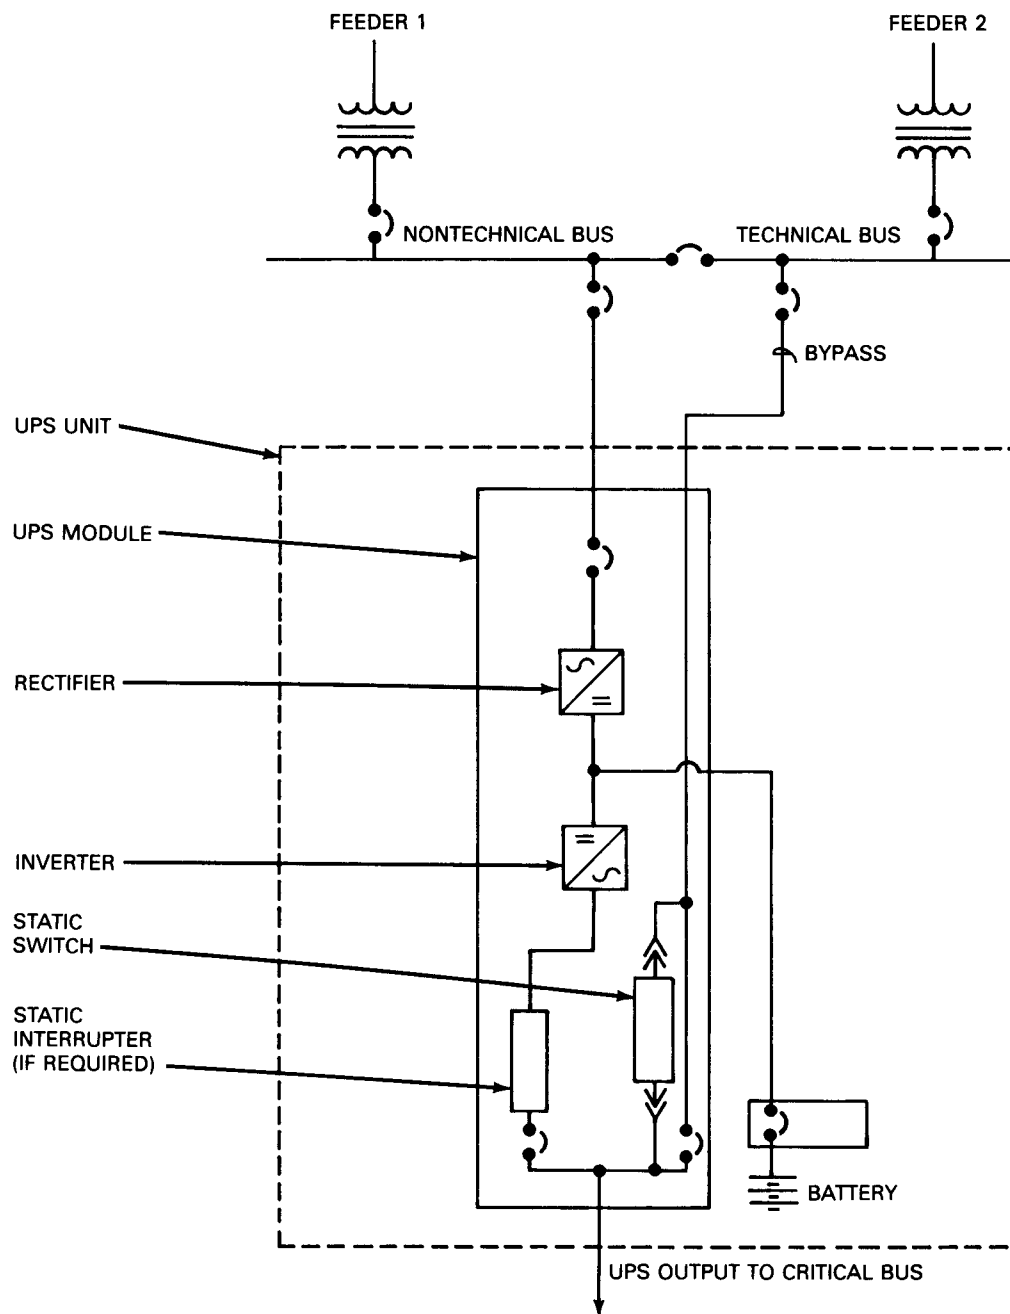 FEEDER 1
FEEDER 2
NONTECHNICAL BUS
TECHNICAL BUS
BYPASS
UPS UNIT
UPS MODULE
RECTIFIER
INVERTER
STATIC
SWITCH
STATIC
INTERRUPTER
(IF REQUIRED)
BATTERY
UPS OUTPUT TO CRITICAL BUS